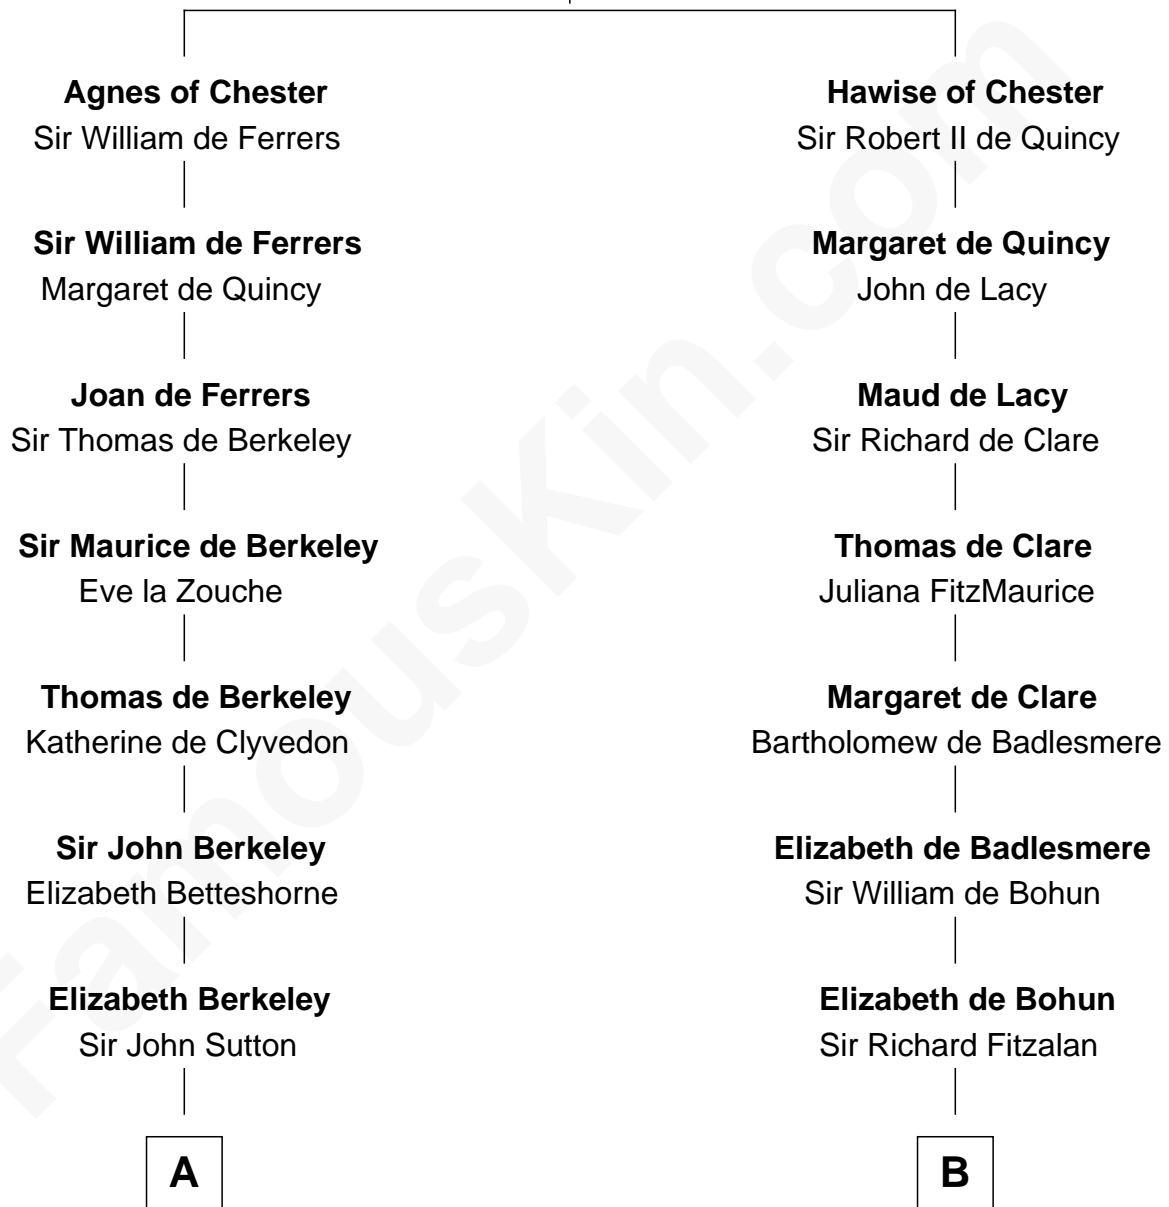 Agnes of Chester
Sir William de Ferrers
Sir William de Ferrers
Margaret de Quincy
Joan de Ferrers
Sir Thomas de Berkeley
Sir Maurice de Berkeley
Eve la Zouche
Thomas de Berkeley
Katherine de Clyvedon
Sir John Berkeley
Elizabeth Betteshorne
Elizabeth Berkeley
Sir John Sutton
A
Hawise of Chester
Sir Robert II de Quincy
Margaret de Quincy
John de Lacy
Maud de Lacy
Sir Richard de Clare
Thomas de Clare
Juliana FitzMaurice
Margaret de Clare
Bartholomew de Badlesmere
Elizabeth de Badlesmere
Sir William de Bohun
Elizabeth de Bohun
Sir Richard Fitzalan
B
FamousKin.com